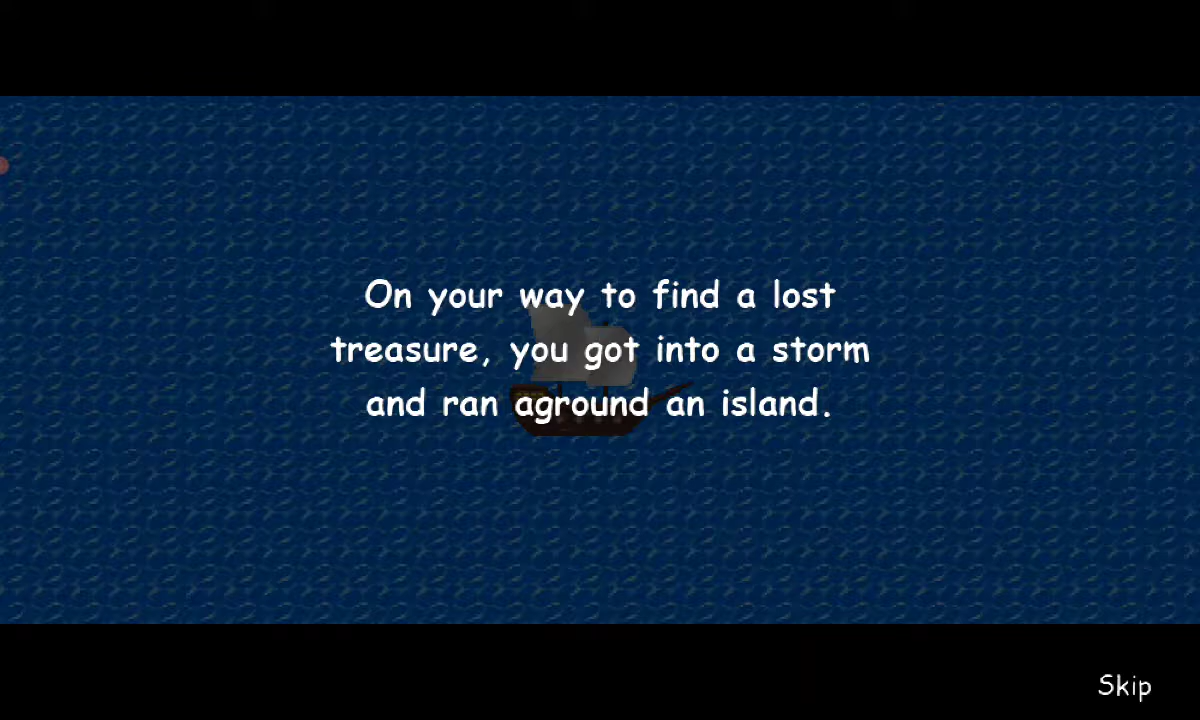 On your way to find a lost
treasure, you got into a storm
and ran aground an island.
Skip